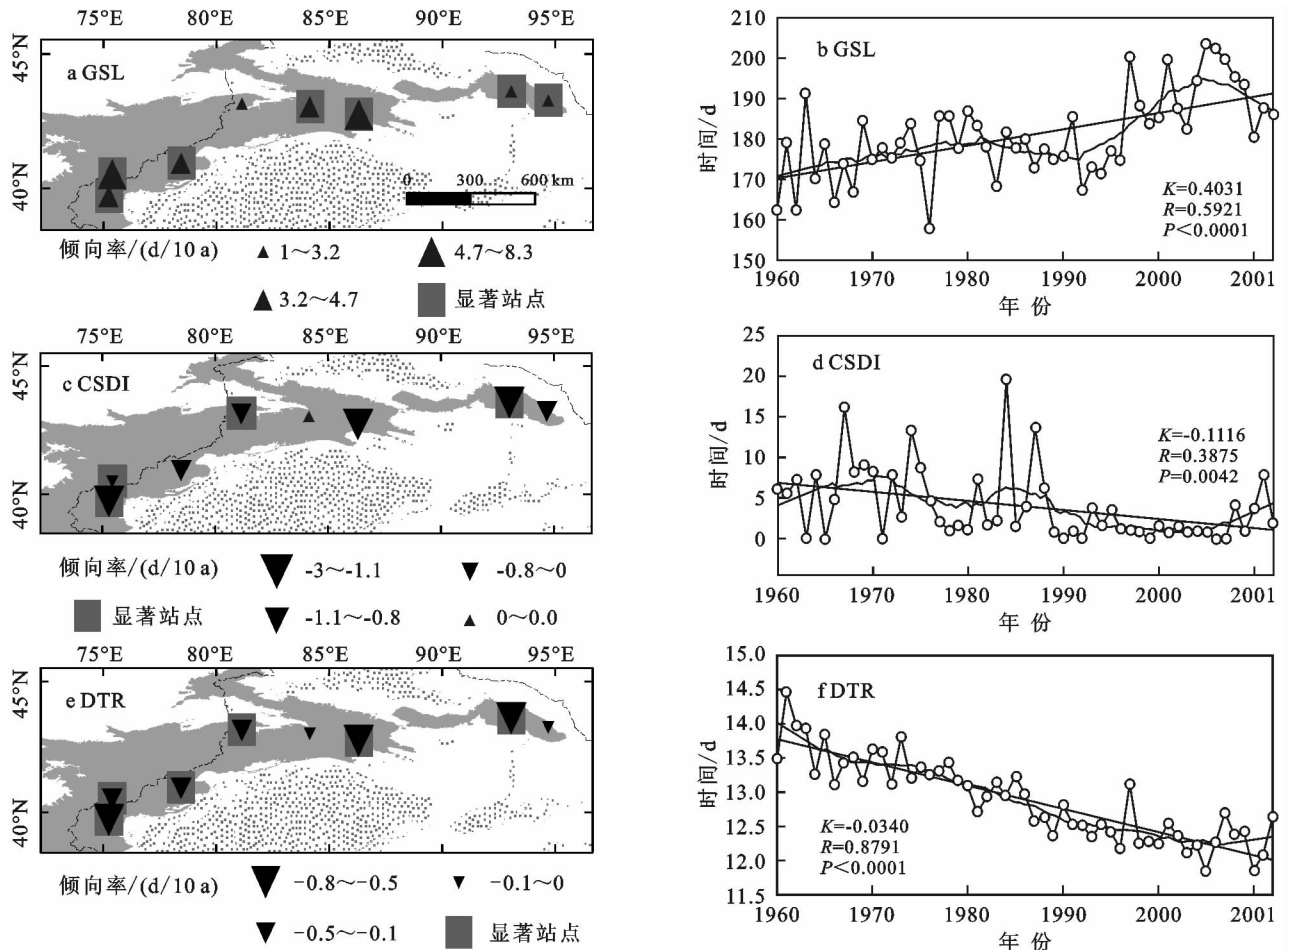 75°E 80°E 85°E 90°E 95°E
45°N
40°N
a GSL
0 300 600 km
倾向率/(d/10 a)
1～3.2
4.7～8.3
3.2～4.7
显著站点
210
200
190
180
170
160
150
时间/d
b GSL
K=0.4031
R=0.5921
P<0.0001
1960 1970 1980 1990 2000 2001
年 份
75°E 80°E 85°E 90°E 95°E
45°N
40°N
c CSDI
倾向率/(d/10 a)
-3～-1.1
-0.8～0
显著站点
-1.1～-0.8
0～0.0
25
20
15
10
5
0
时间/d
d CSDI
K=-0.1116
R=0.3875
P=0.0042
1960 1970 1980 1990 2000 2001
年 份
75°E 80°E 85°E 90°E 95°E
45°N
40°N
e DTR
倾向率/(d/10 a)
-0.8～-0.5
-0.1～0
-0.5～-0.1
显著站点
15.0
14.5
14.0
13.5
13.0
12.5
12.0
11.5
时间/d
f DTR
K=-0.0340
R=0.8791
P<0.0001
1960 1970 1980 1990 2000 2001
年 份